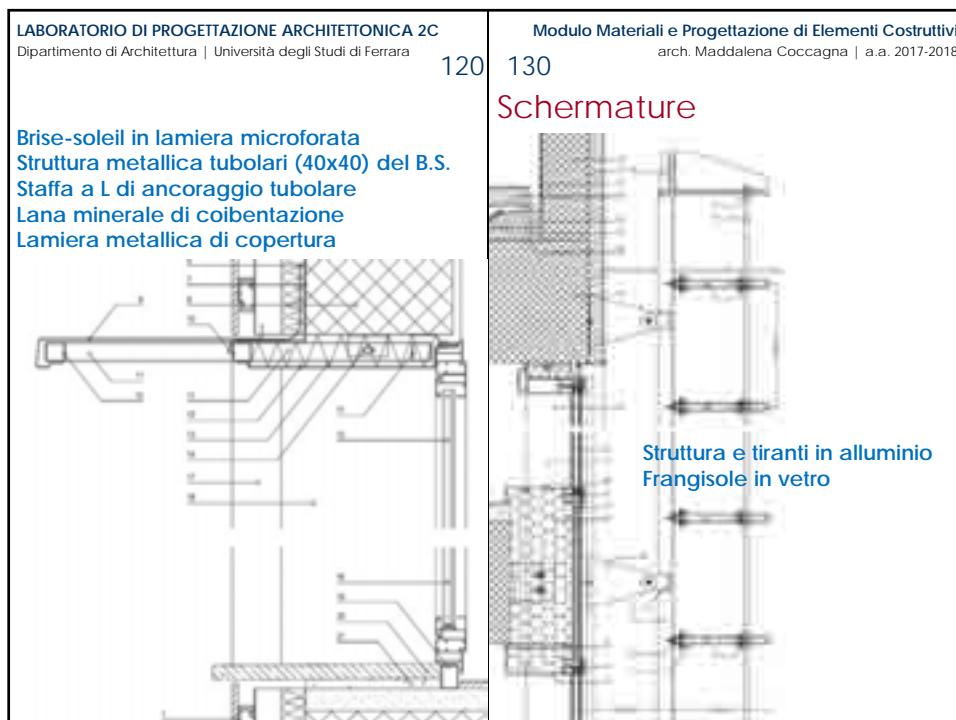 LABORATORIO DI PROGETTAZIONE ARCHITETTONICA 2C
Dipartimento di Architettura | Università degli Studi di Ferrara
120
Modulo Materiali e Progettazione di Elementi Costruttivi
arch. Maddalena Coccagna | a.a. 2017-2018
130
Schermature
Brise-soleil in lamiera microforata
Struttura metallica tubolari (40x40) del B.S.
Staffa a L di ancoraggio tubolare
Lana minerale di coibentazione
Lamiera metallica di copertura
Struttura e tiranti in alluminio
Frangisole in vetro